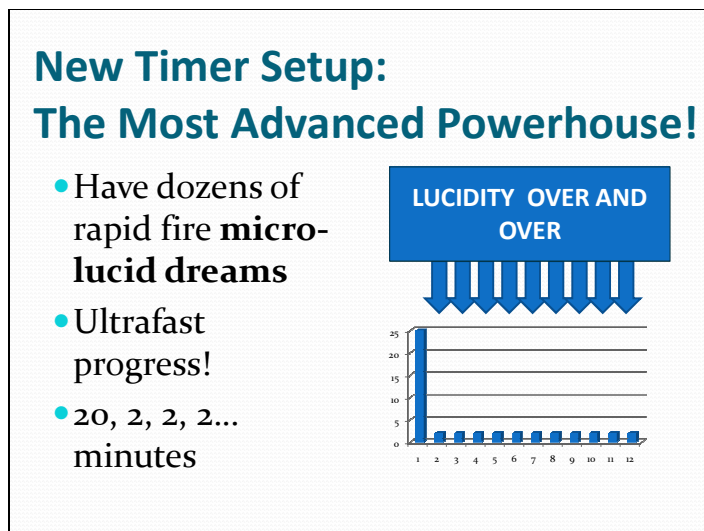 New Timer Setup:
The Most Advanced Powerhouse!
• Have dozens of
rapid fire micro-
lucid dreams
• Ultrafast
progress!
• 20, 2, 2, 2...
minutes
LUCIDITY OVER AND
OVER
25
20
15
10
5
0
1 2 3 4 5 6 7 8 9 10 11 12